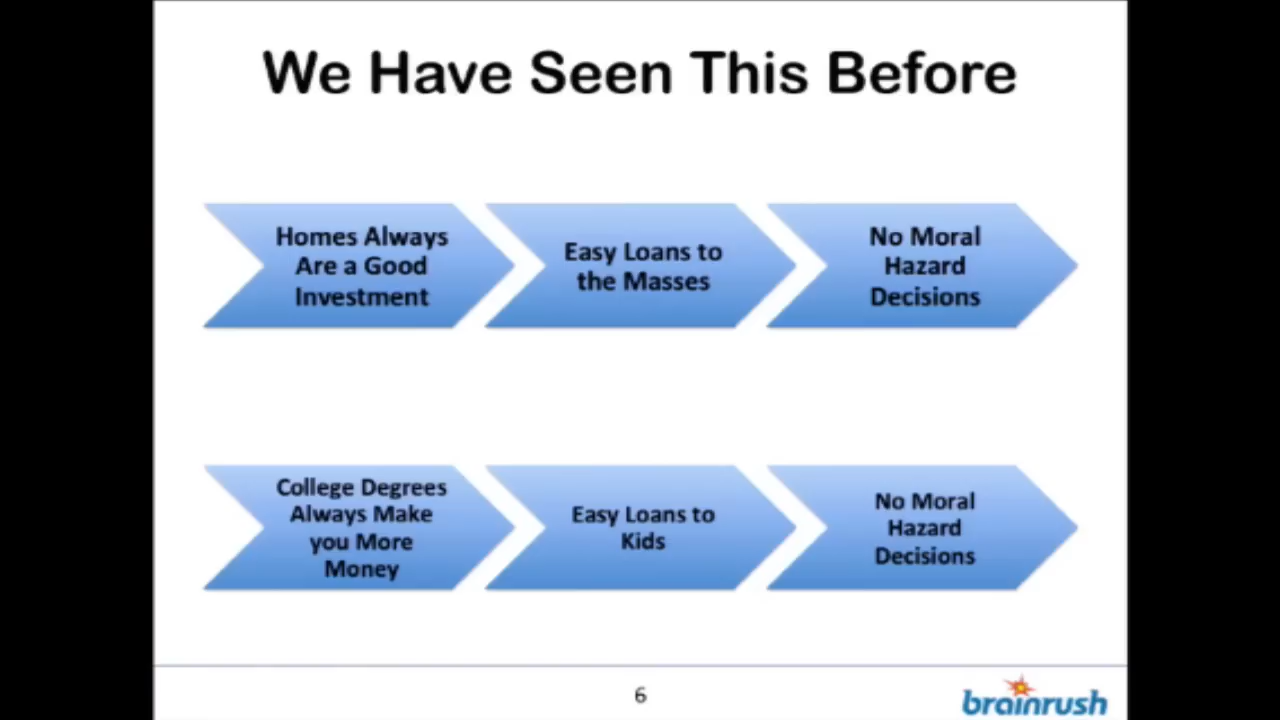 We Have Seen This Before
Homes Always
Are a Good
Investment
Easy Loans to
the Masses
No Moral
Hazard
Decisions
College Degrees
Always Make
you More
Money
Easy Loans to
Kids
No Moral
Hazard
Decisions
6
brainrush